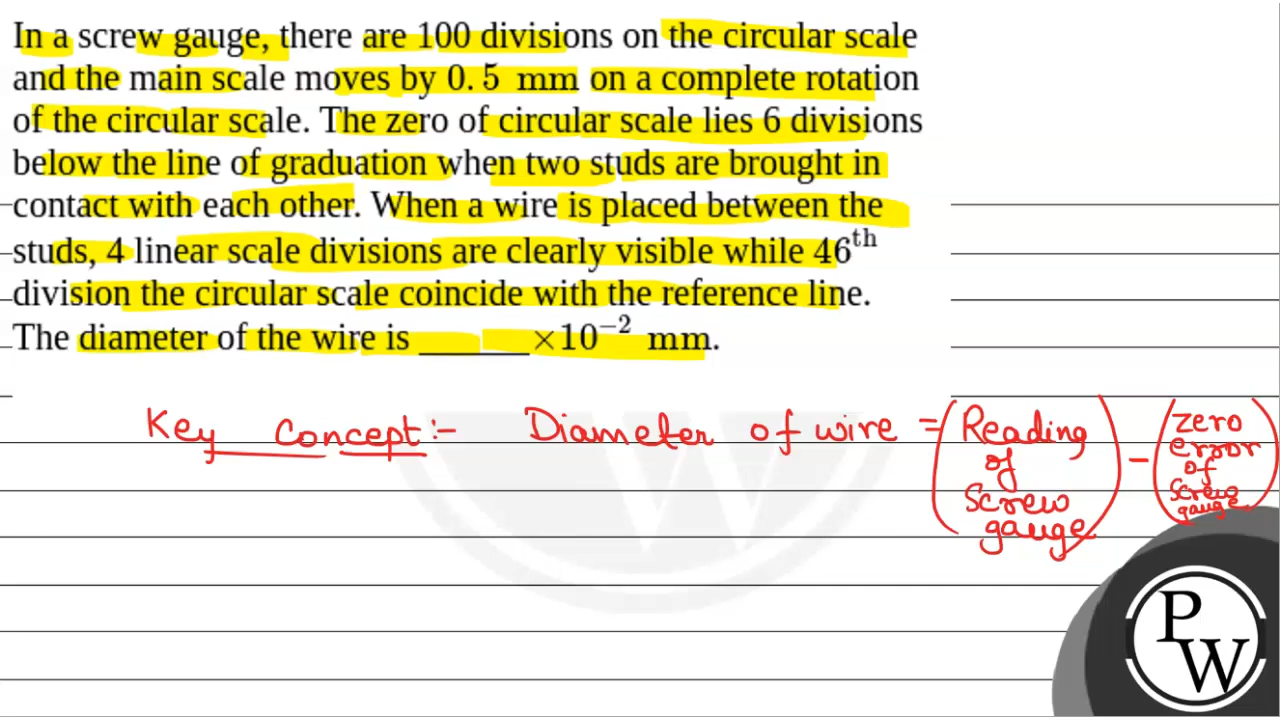 In a screw gauge, there are 100 divisions on the circular scale
and the main scale moves by 0.5 mm on a complete rotation
of the circular scale. The zero of circular scale lies 6 divisions
below the line of graduation when two studs are brought in
contact with each other. When a wire is placed between the
studs, 4 linear scale divisions are clearly visible while 46th
division the circular scale coincide with the reference line.
The diameter of the wire is ______ ×10⁻² mm.
Key concept:- Diameter of wire = (Reading of screw gauge) - (zero error of screw gauge)
P
W